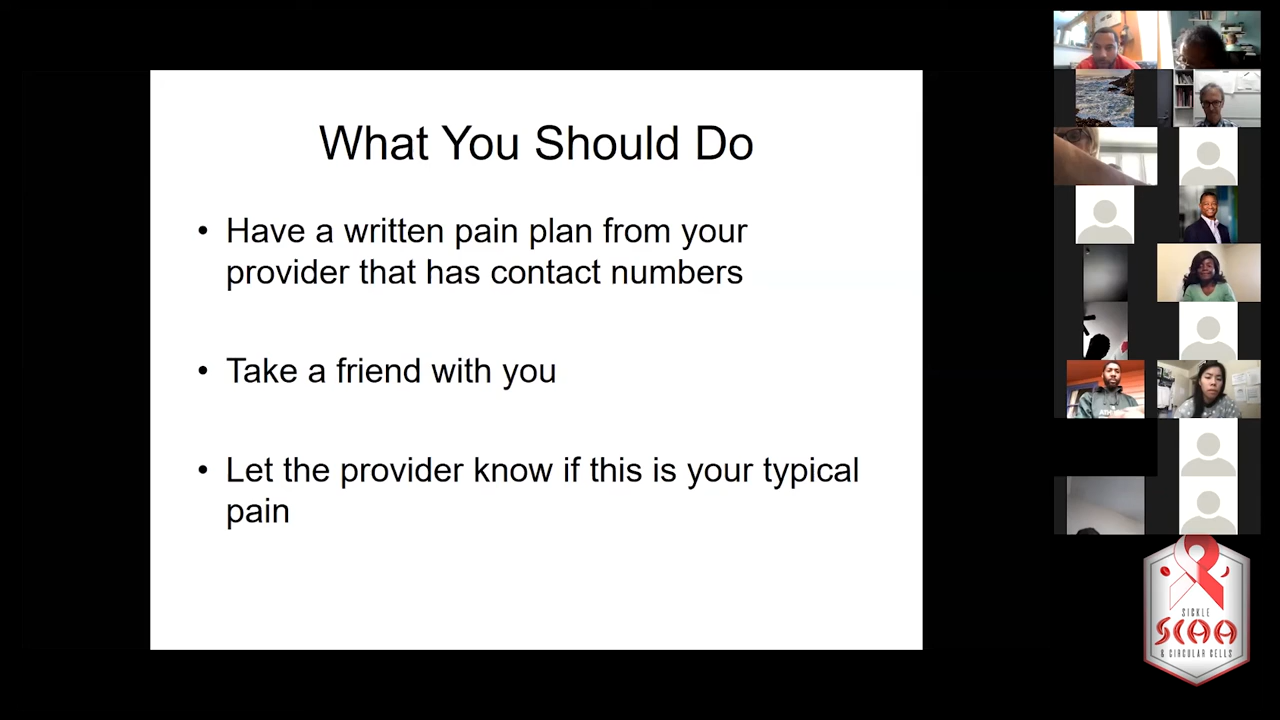 What You Should Do
• Have a written pain plan from your
provider that has contact numbers
• Take a friend with you
• Let the provider know if this is your typical
pain
SICKLE
SCAA
& CIRCULAR CELLS